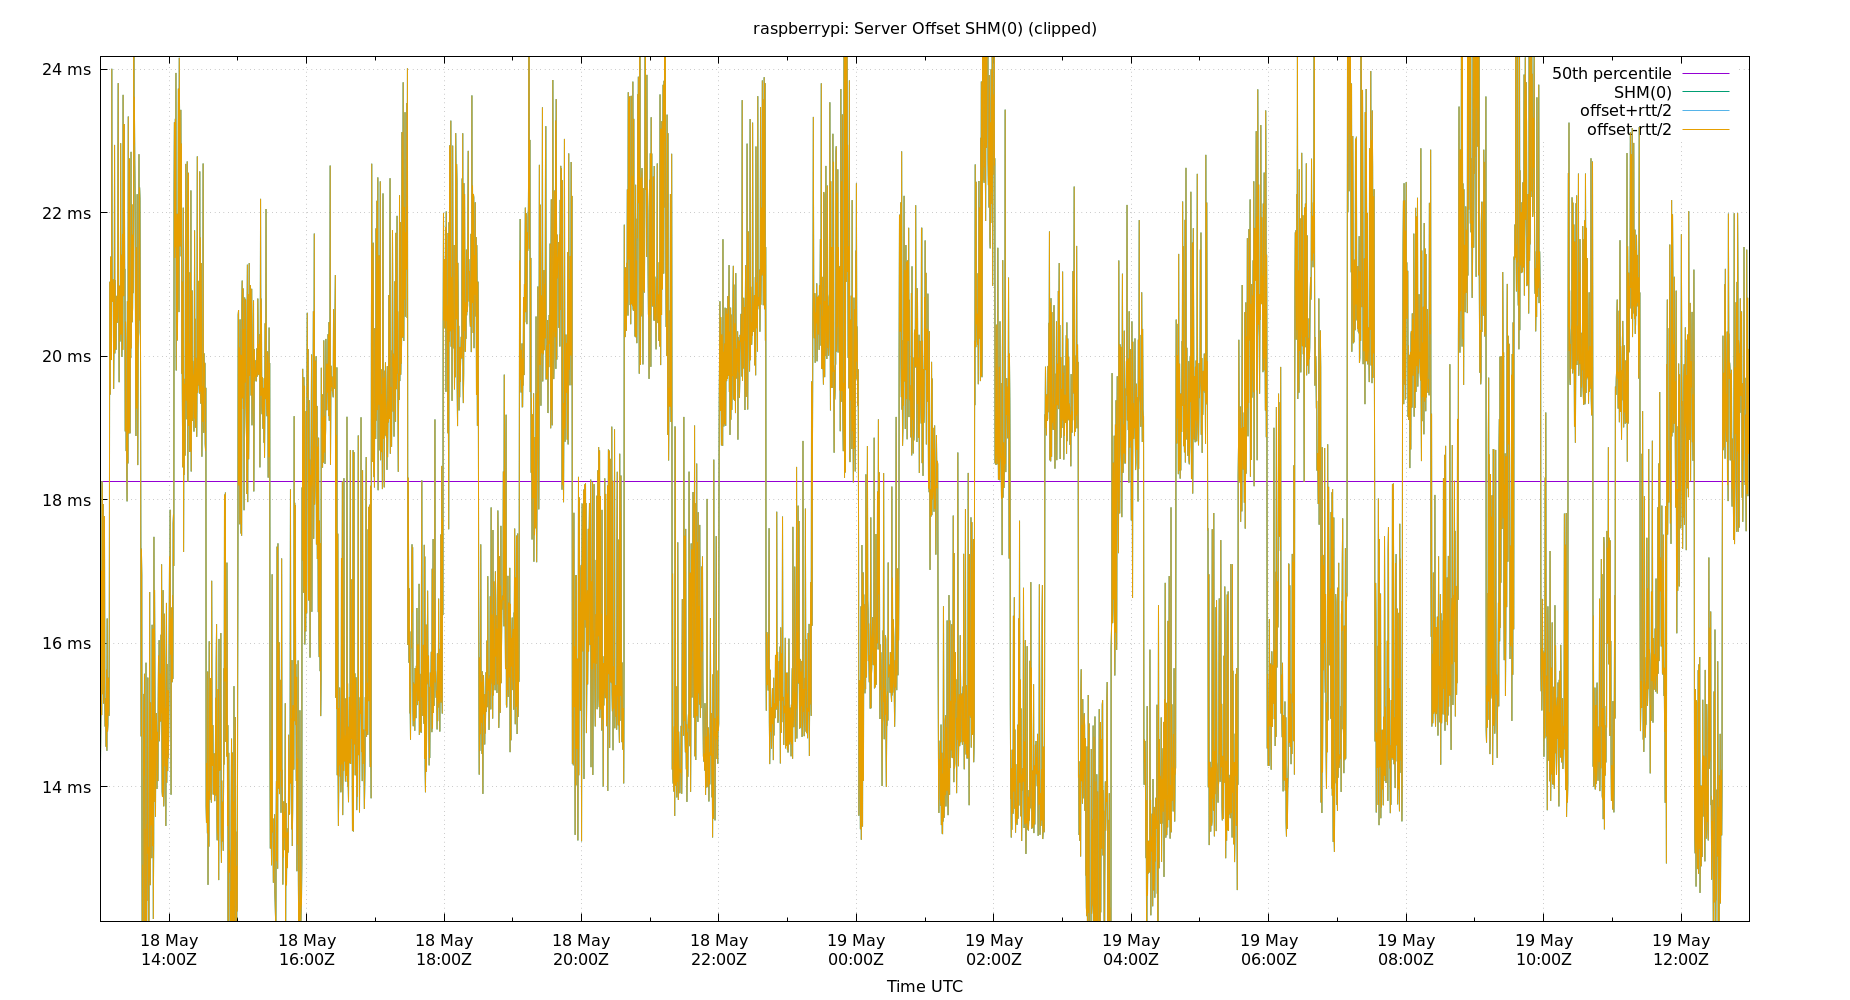 raspberrypi: Server Offset SHM(0) (clipped)
24 ms
22 ms
20 ms
18 ms
16 ms
14 ms
50th percentile
SHM(0)
offset+rtt/2
offset-rtt/2
18 May 18 May 18 May 18 May 18 May 19 May 19 May 19 May 19 May 19 May 19 May 19 May
14:00Z 16:00Z 18:00Z 20:00Z 22:00Z 00:00Z 02:00Z 04:00Z 06:00Z 08:00Z 10:00Z 12:00Z
Time UTC